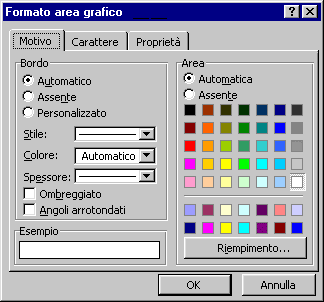 Formato area grafico
Motivo Carattere Proprietà
Bordo
Automatico
Assente
Personalizzato
Stile:
Colore: Automatico
Spessore:
Ombreggiato
Angoli arrotondati
Esempio
Area
Automatica
Assente
Riempimento...
OK Annulla